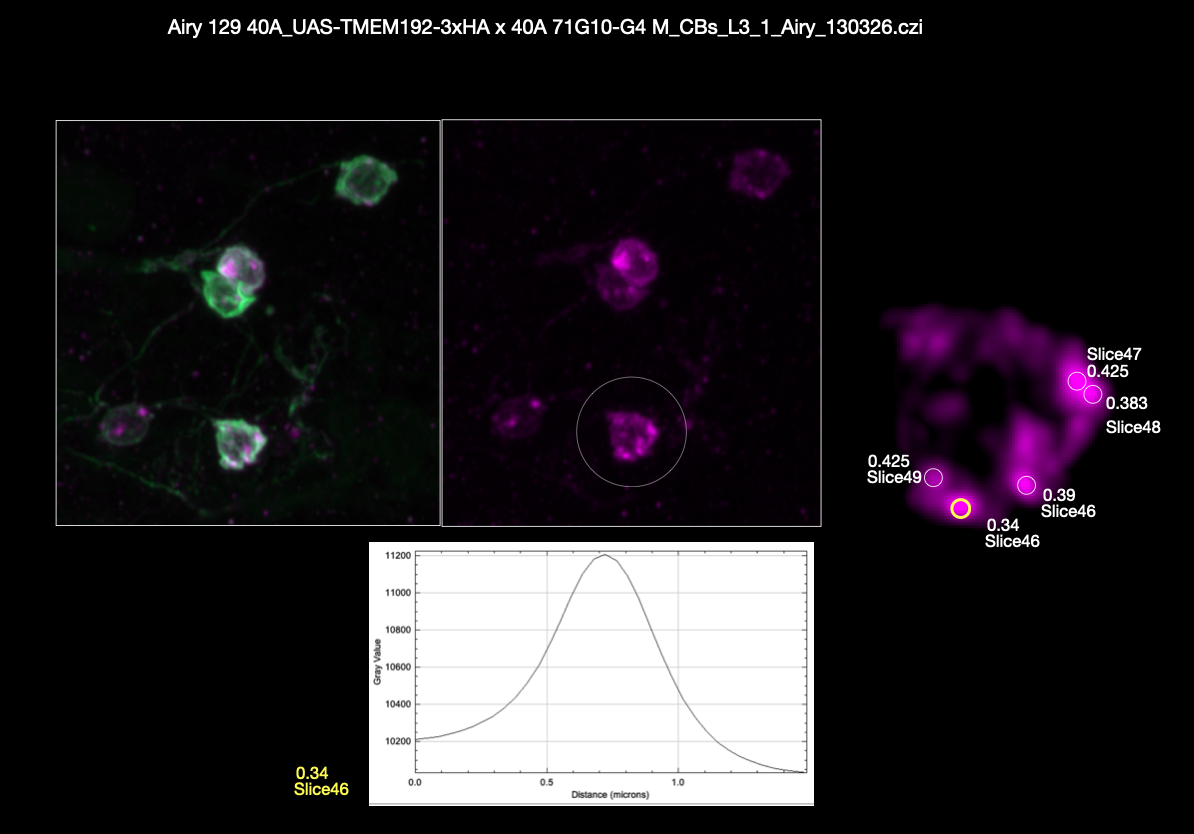 Airy 129 40A_UAS-TMEM192-3xHA x 40A 71G10-G4 M_CBs_L3_1_Airy_130326.czi
Slice47
0.425
0.383
Slice48
0.425
Slice49
0.39
Slice46
0.34
Slice46
11200
11000
10800
10600
10400
10200
Gray Value
0.0
0.5
1.0
Distance (microns)
0.34
Slice46